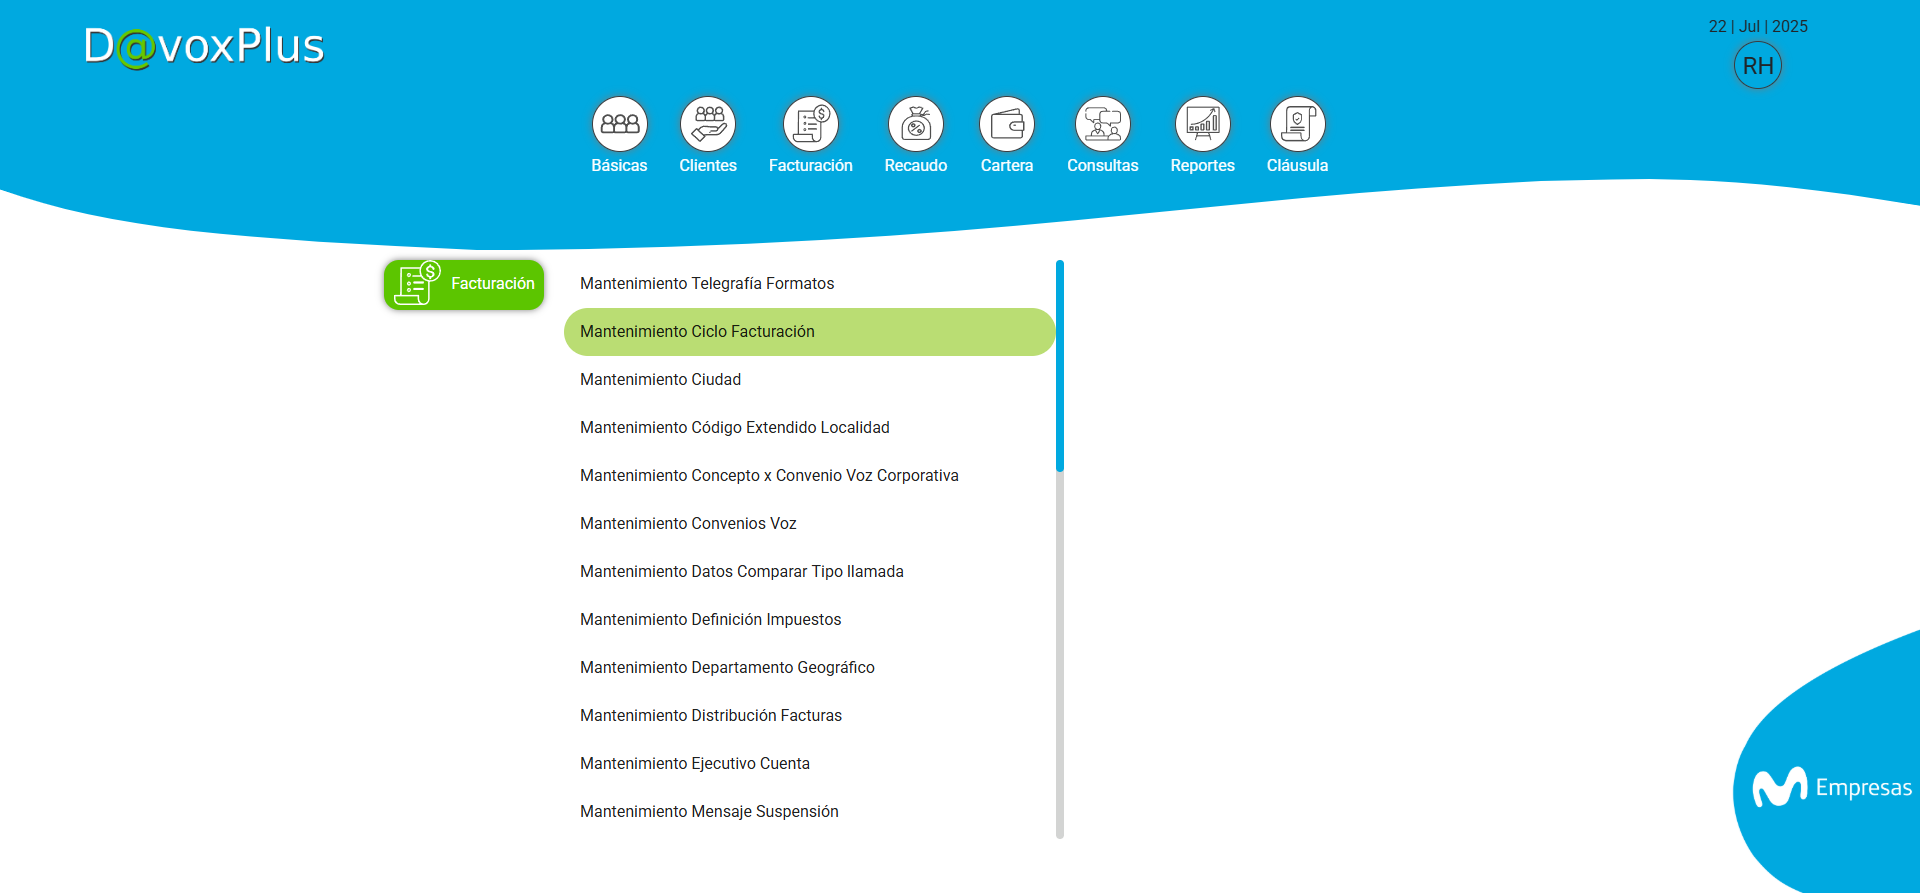 D@voxPlus
22 | Jul | 2025
RH
Básicas
Clientes
Facturación
Recaudo
Cartera
Consultas
Reportes
Cláusula
Facturación
Mantenimiento Telegrafía Formatos
Mantenimiento Ciclo Facturación
Mantenimiento Ciudad
Mantenimiento Código Extendido Localidad
Mantenimiento Concepto x Convenio Voz Corporativa
Mantenimiento Convenios Voz
Mantenimiento Datos Comparar Tipo llamada
Mantenimiento Definición Impuestos
Mantenimiento Departamento Geográfico
Mantenimiento Distribución Facturas
Mantenimiento Ejecutivo Cuenta
Mantenimiento Mensaje Suspensión
Empresas